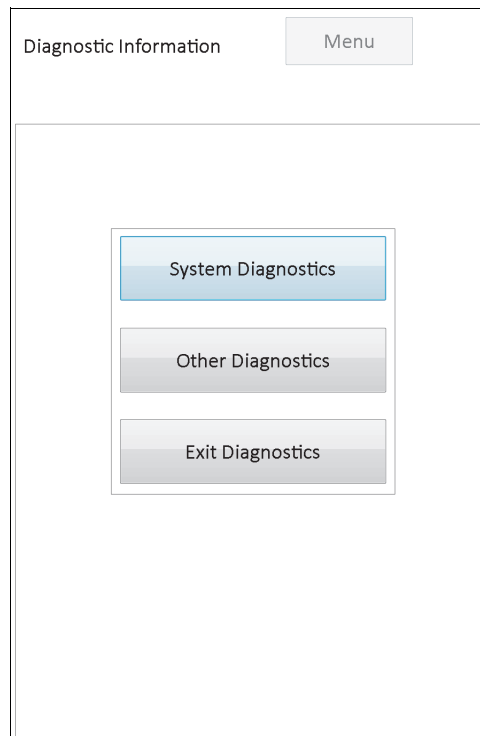 Diagnostic Information
Menu
System Diagnostics
Other Diagnostics
Exit Diagnostics